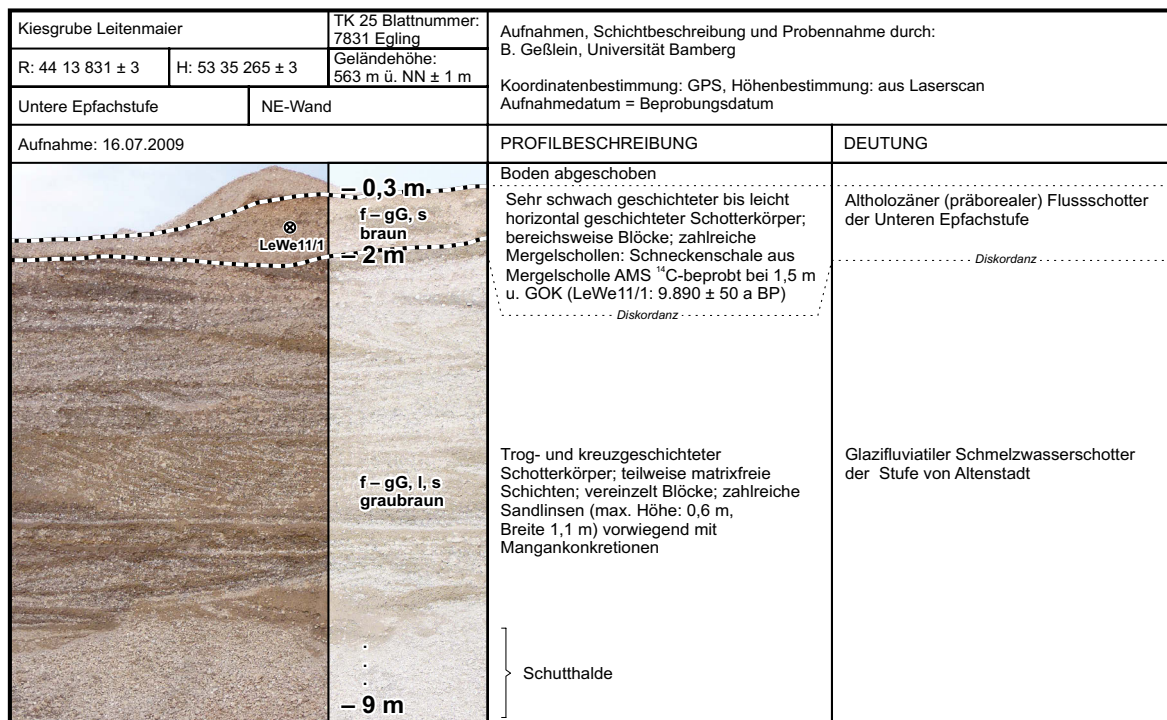 Kiesgrube Leitenmaier
TK 25 Blattnummer:
7831 Egling
R: 44 13 831 ± 3
H: 53 35 265 ± 3
Geländehöhe:
563 m ü. NN ± 1 m
Untere Epfachstufe
NE-Wand
Aufnahmen, Schichtbeschreibung und Probennahme durch:
B. Geßlein, Universität Bamberg
Koordinatenbestimmung: GPS, Höhenbestimmung: aus Laserscan
Aufnahmedatum = Beprobungsdatum
Aufnahme: 16.07.2009
PROFILBESCHREIBUNG
DEUTUNG
– 0,3 m
f – gG, s
braun
LeWe11/1
– 2 m
f – gG, l, s
graubraun
– 9 m
Boden abgeschoben
Sehr schwach geschichteter bis leicht
horizontal geschichteter Schotterkörper;
bereichsweise Blöcke; zahlreiche
Mergelschollen: Schneckenschale aus
Mergelscholle AMS ¹⁴C-beprobt bei 1,5 m
u. GOK (LeWe11/1: 9.890 ± 50 a BP)
Diskordanz
Trog- und kreuzgeschichteter
Schotterkörper; teilweise matrixfreie
Schichten; vereinzelt Blöcke; zahlreiche
Sandlinsen (max. Höhe: 0,6 m,
Breite 1,1 m) vorwiegend mit
Mangankonkretionen
Schutthalde
Altholozäner (präborealer) Flussschotter
der Unteren Epfachstufe
Diskordanz
Glazifluviatiler Schmelzwasserschotter
der Stufe von Altenstadt